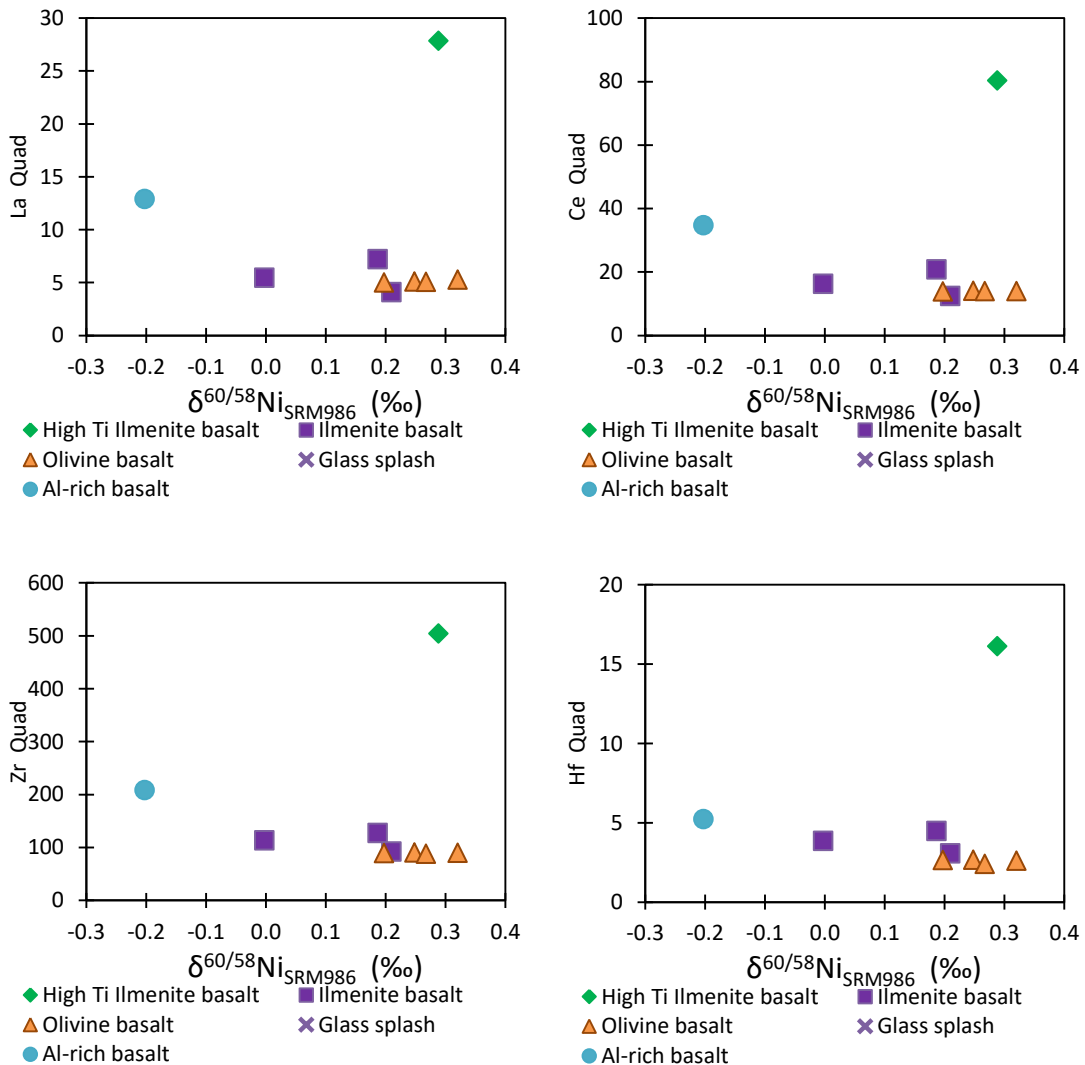 La Quad
30
25
20
15
10
5
0
-0.3 -0.2 -0.1 0.0 0.1 0.2 0.3 0.4
δ60/58NiSRM986 (‰)
High Ti Ilmenite basalt Ilmenite basalt
Olivine basalt Glass splash
Al-rich basalt
Ce Quad
100
80
60
40
20
0
-0.3 -0.2 -0.1 0.0 0.1 0.2 0.3 0.4
δ60/58NiSRM986 (‰)
High Ti Ilmenite basalt Ilmenite basalt
Olivine basalt Glass splash
Al-rich basalt
Zr Quad
600
500
400
300
200
100
0
-0.3 -0.2 -0.1 0.0 0.1 0.2 0.3 0.4
δ60/58NiSRM986 (‰)
High Ti Ilmenite basalt Ilmenite basalt
Olivine basalt Glass splash
Al-rich basalt
Hf Quad
20
15
10
5
0
-0.3 -0.2 -0.1 0.0 0.1 0.2 0.3 0.4
δ60/58NiSRM986 (‰)
High Ti Ilmenite basalt Ilmenite basalt
Olivine basalt Glass splash
Al-rich basalt